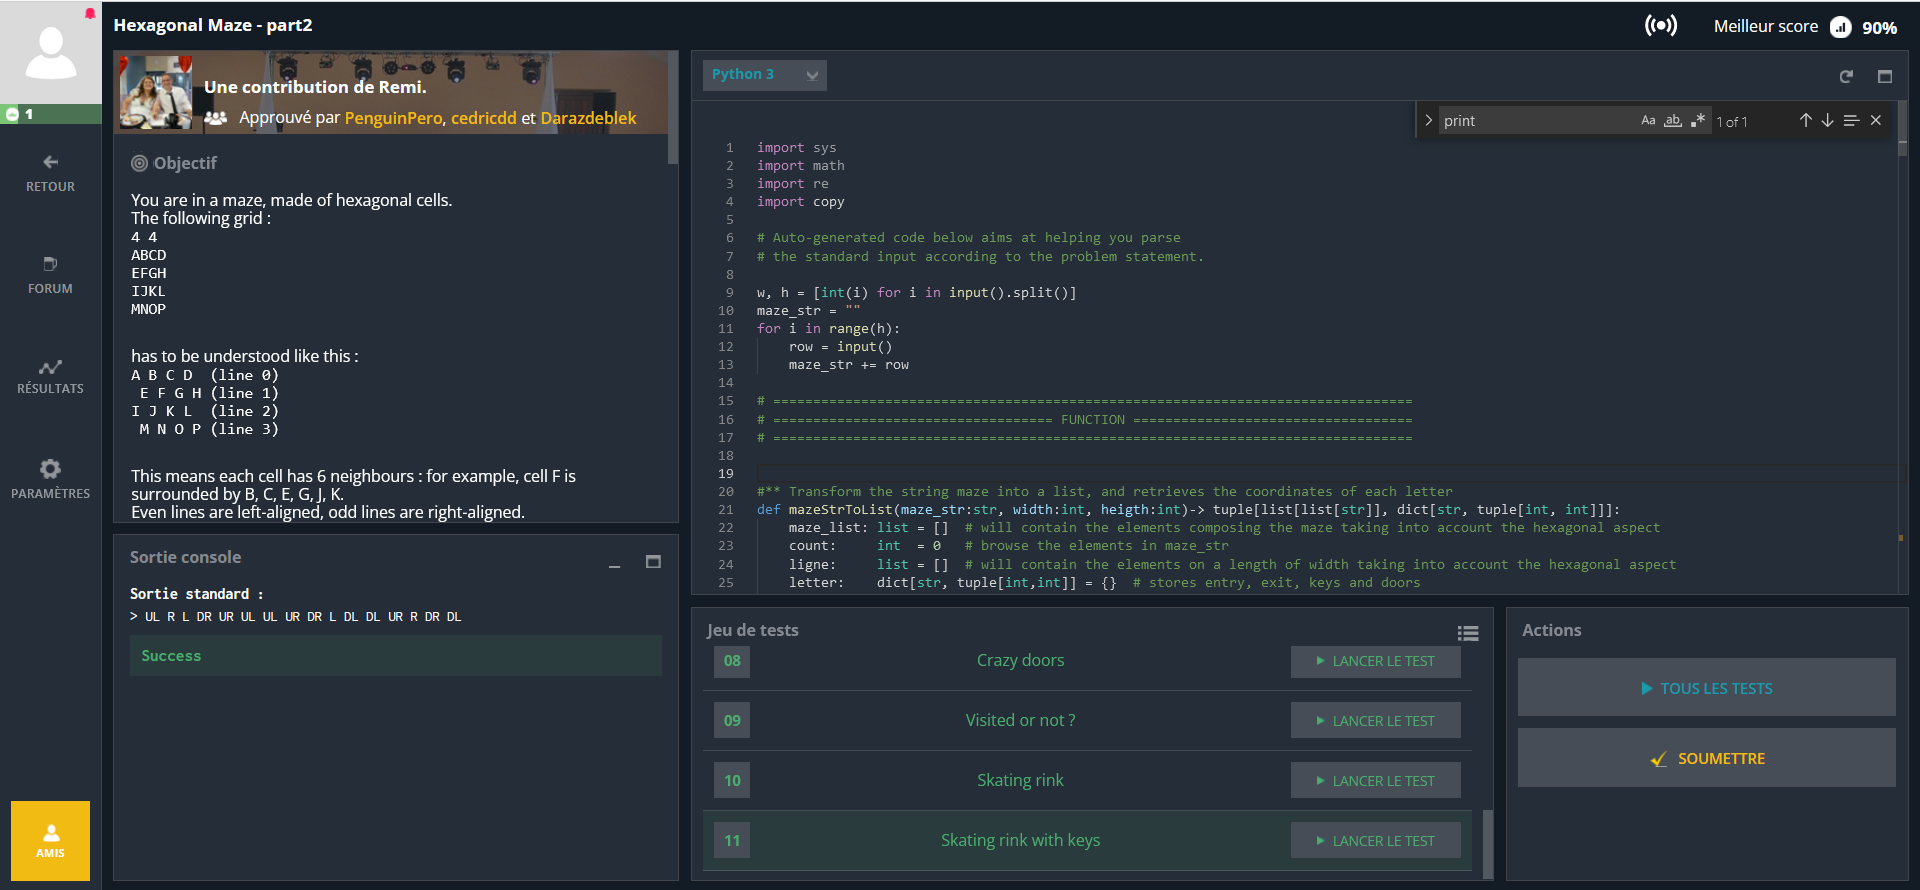 Hexagonal Maze - part2
Meilleur score 90%
1
RETOUR
FORUM
RÉSULTATS
PARAMÈTRES
AMIS
Une contribution de Remi.
Approuvé par PenguinPero, cedricdd et Darazdeblek
Objectif
You are in a maze, made of hexagonal cells.
The following grid :
4 4
ABCD
EFGH
IJKL
MNOP
has to be understood like this :
A B C D  (line 0)
 E F G H (line 1)
I J K L  (line 2)
 M N O P (line 3)
This means each cell has 6 neighbours : for example, cell F is
surrounded by B, C, E, G, J, K.
Even lines are left-aligned, odd lines are right-aligned.
Sortie console
Sortie standard :
> UL R L DR UR UL UL UR DR L DL DL UR R DR DL
Success
Python 3
print Aa ab .* 1 of 1
1 import sys
2 import math
3 import re
4 import copy
5
6 # Auto-generated code below aims at helping you parse
7 # the standard input according to the problem statement.
8
9 w, h = [int(i) for i in input().split()]
10 maze_str = ""
11 for i in range(h):
12     row = input()
13     maze_str += row
14
15 # ================================================================================
16 # =================================== FUNCTION ===================================
17 # ================================================================================
18
19
20 #** Transform the string maze into a list, and retrieves the coordinates of each letter
21 def mazeStrToList(maze_str:str, width:int, heigth:int)-> tuple[list[list[str]], dict[str, tuple[int, int]]]:
22     maze_list: list = []  # will contain the elements composing the maze taking into account the hexagonal aspect
23     count:     int  = 0   # browse the elements in maze_str
24     ligne:     list = []  # will contain the elements on a length of width taking into account the hexagonal aspect
25     letter:    dict[str, tuple[int,int]] = {}  # stores entry, exit, keys and doors
Jeu de tests
08 Crazy doors LANCER LE TEST
09 Visited or not ? LANCER LE TEST
10 Skating rink LANCER LE TEST
11 Skating rink with keys LANCER LE TEST
Actions
TOUS LES TESTS
SOUMETTRE